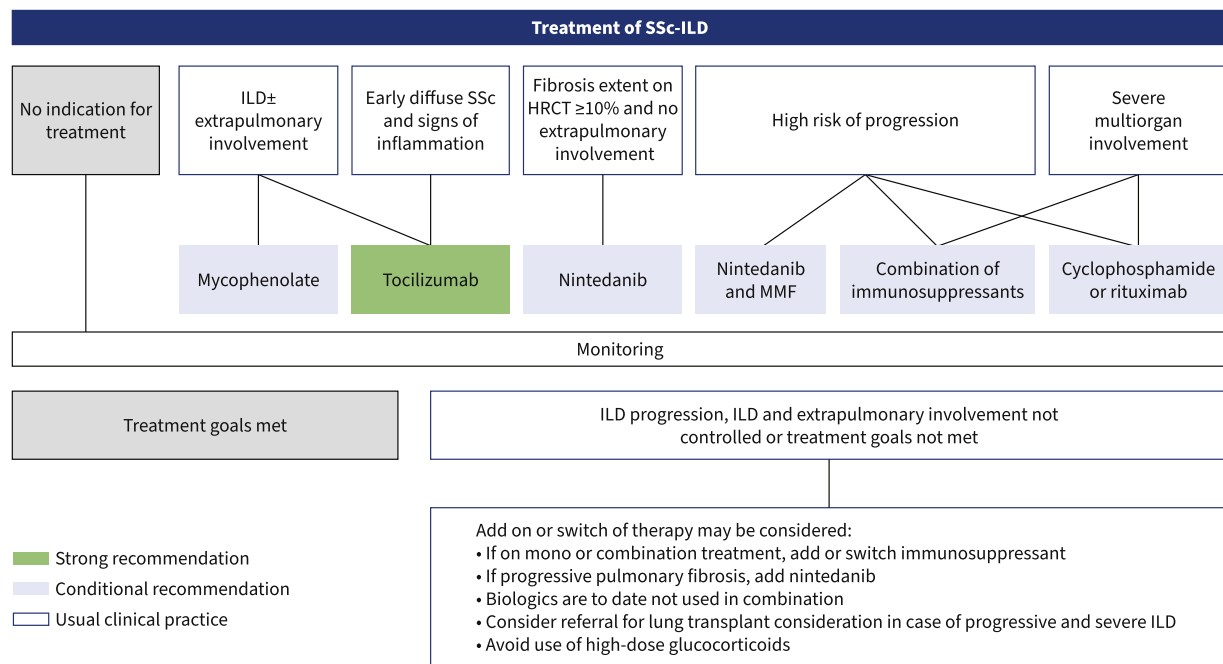 Treatment of SSc-ILD
No indication for
treatment
ILD±
extrapulmonary
involvement
Early diffuse SSc
and signs of
inflammation
Fibrosis extent on
HRCT ≥10% and no
extrapulmonary
involvement
High risk of progression
Severe
multiorgan
involvement
Mycophenolate
Tocilizumab
Nintedanib
Nintedanib
and MMF
Combination of
immunosuppressants
Cyclophosphamide
or rituximab
Monitoring
Treatment goals met
ILD progression, ILD and extrapulmonary involvement not
controlled or treatment goals not met
Add on or switch of therapy may be considered:
• If on mono or combination treatment, add or switch immunosuppressant
• If progressive pulmonary fibrosis, add nintedanib
• Biologics are to date not used in combination
• Consider referral for lung transplant consideration in case of progressive and severe ILD
• Avoid use of high-dose glucocorticoids
Strong recommendation
Conditional recommendation
Usual clinical practice